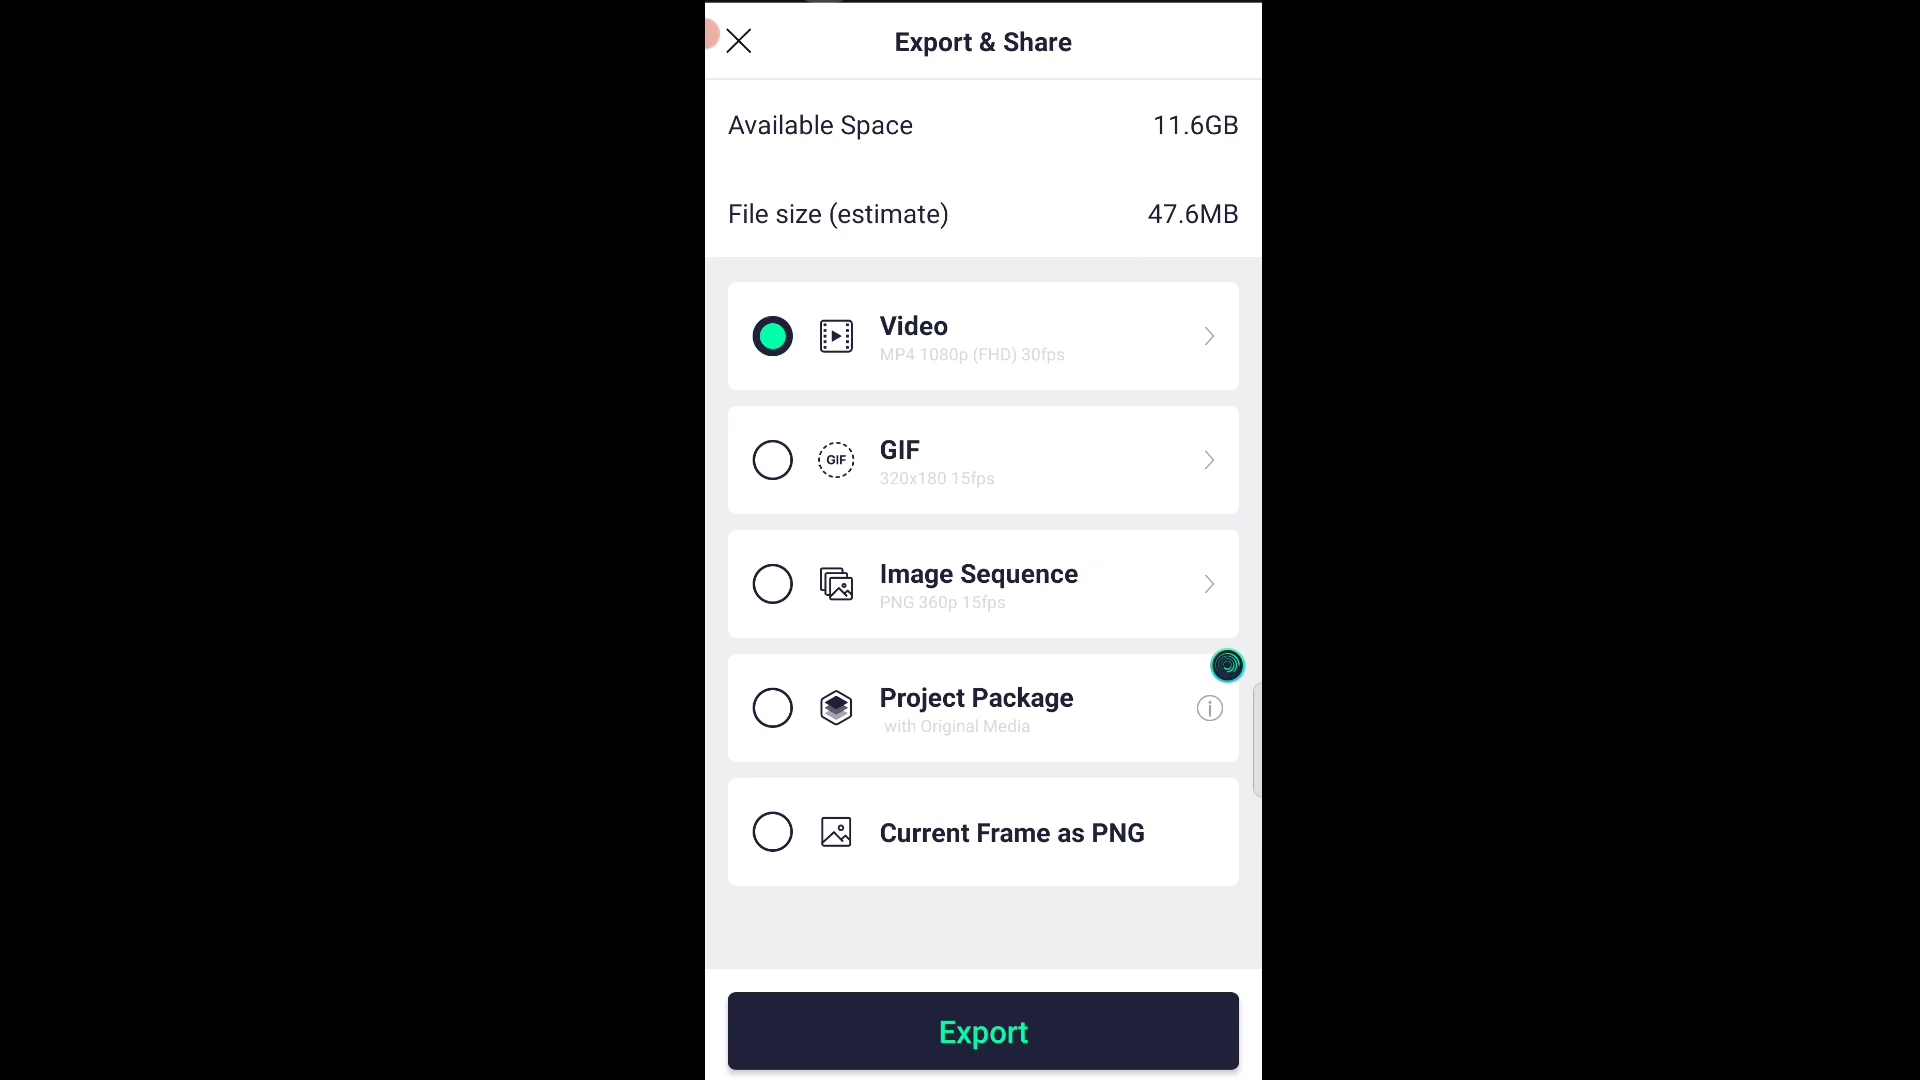 Export & Share
Available Space 11.6GB
File size (estimate) 47.6MB
Video
MP4 1080p (FHD) 30fps
GIF
GIF
320x180 15fps
Image Sequence
PNG 360p 15fps
Project Package
with Original Media
Current Frame as PNG
Export